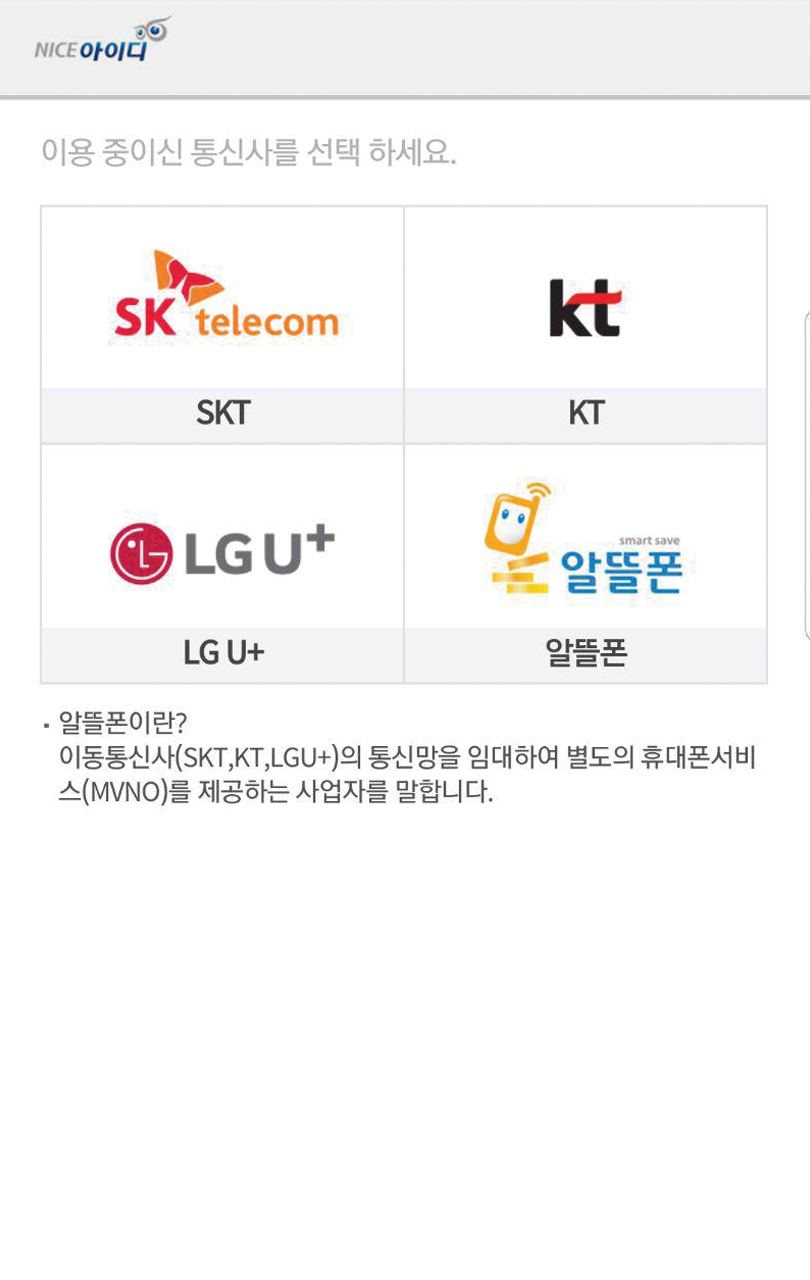 NICE아이디
이용 중이신 통신사를 선택 하세요.
SK telecom
kt
SKT
KT
LG U+
smart save
알뜰폰
LG U+
알뜰폰
· 알뜰폰이란?
이동통신사(SKT,KT,LGU+)의 통신망을 임대하여 별도의 휴대폰서비
스(MVNO)를 제공하는 사업자를 말합니다.